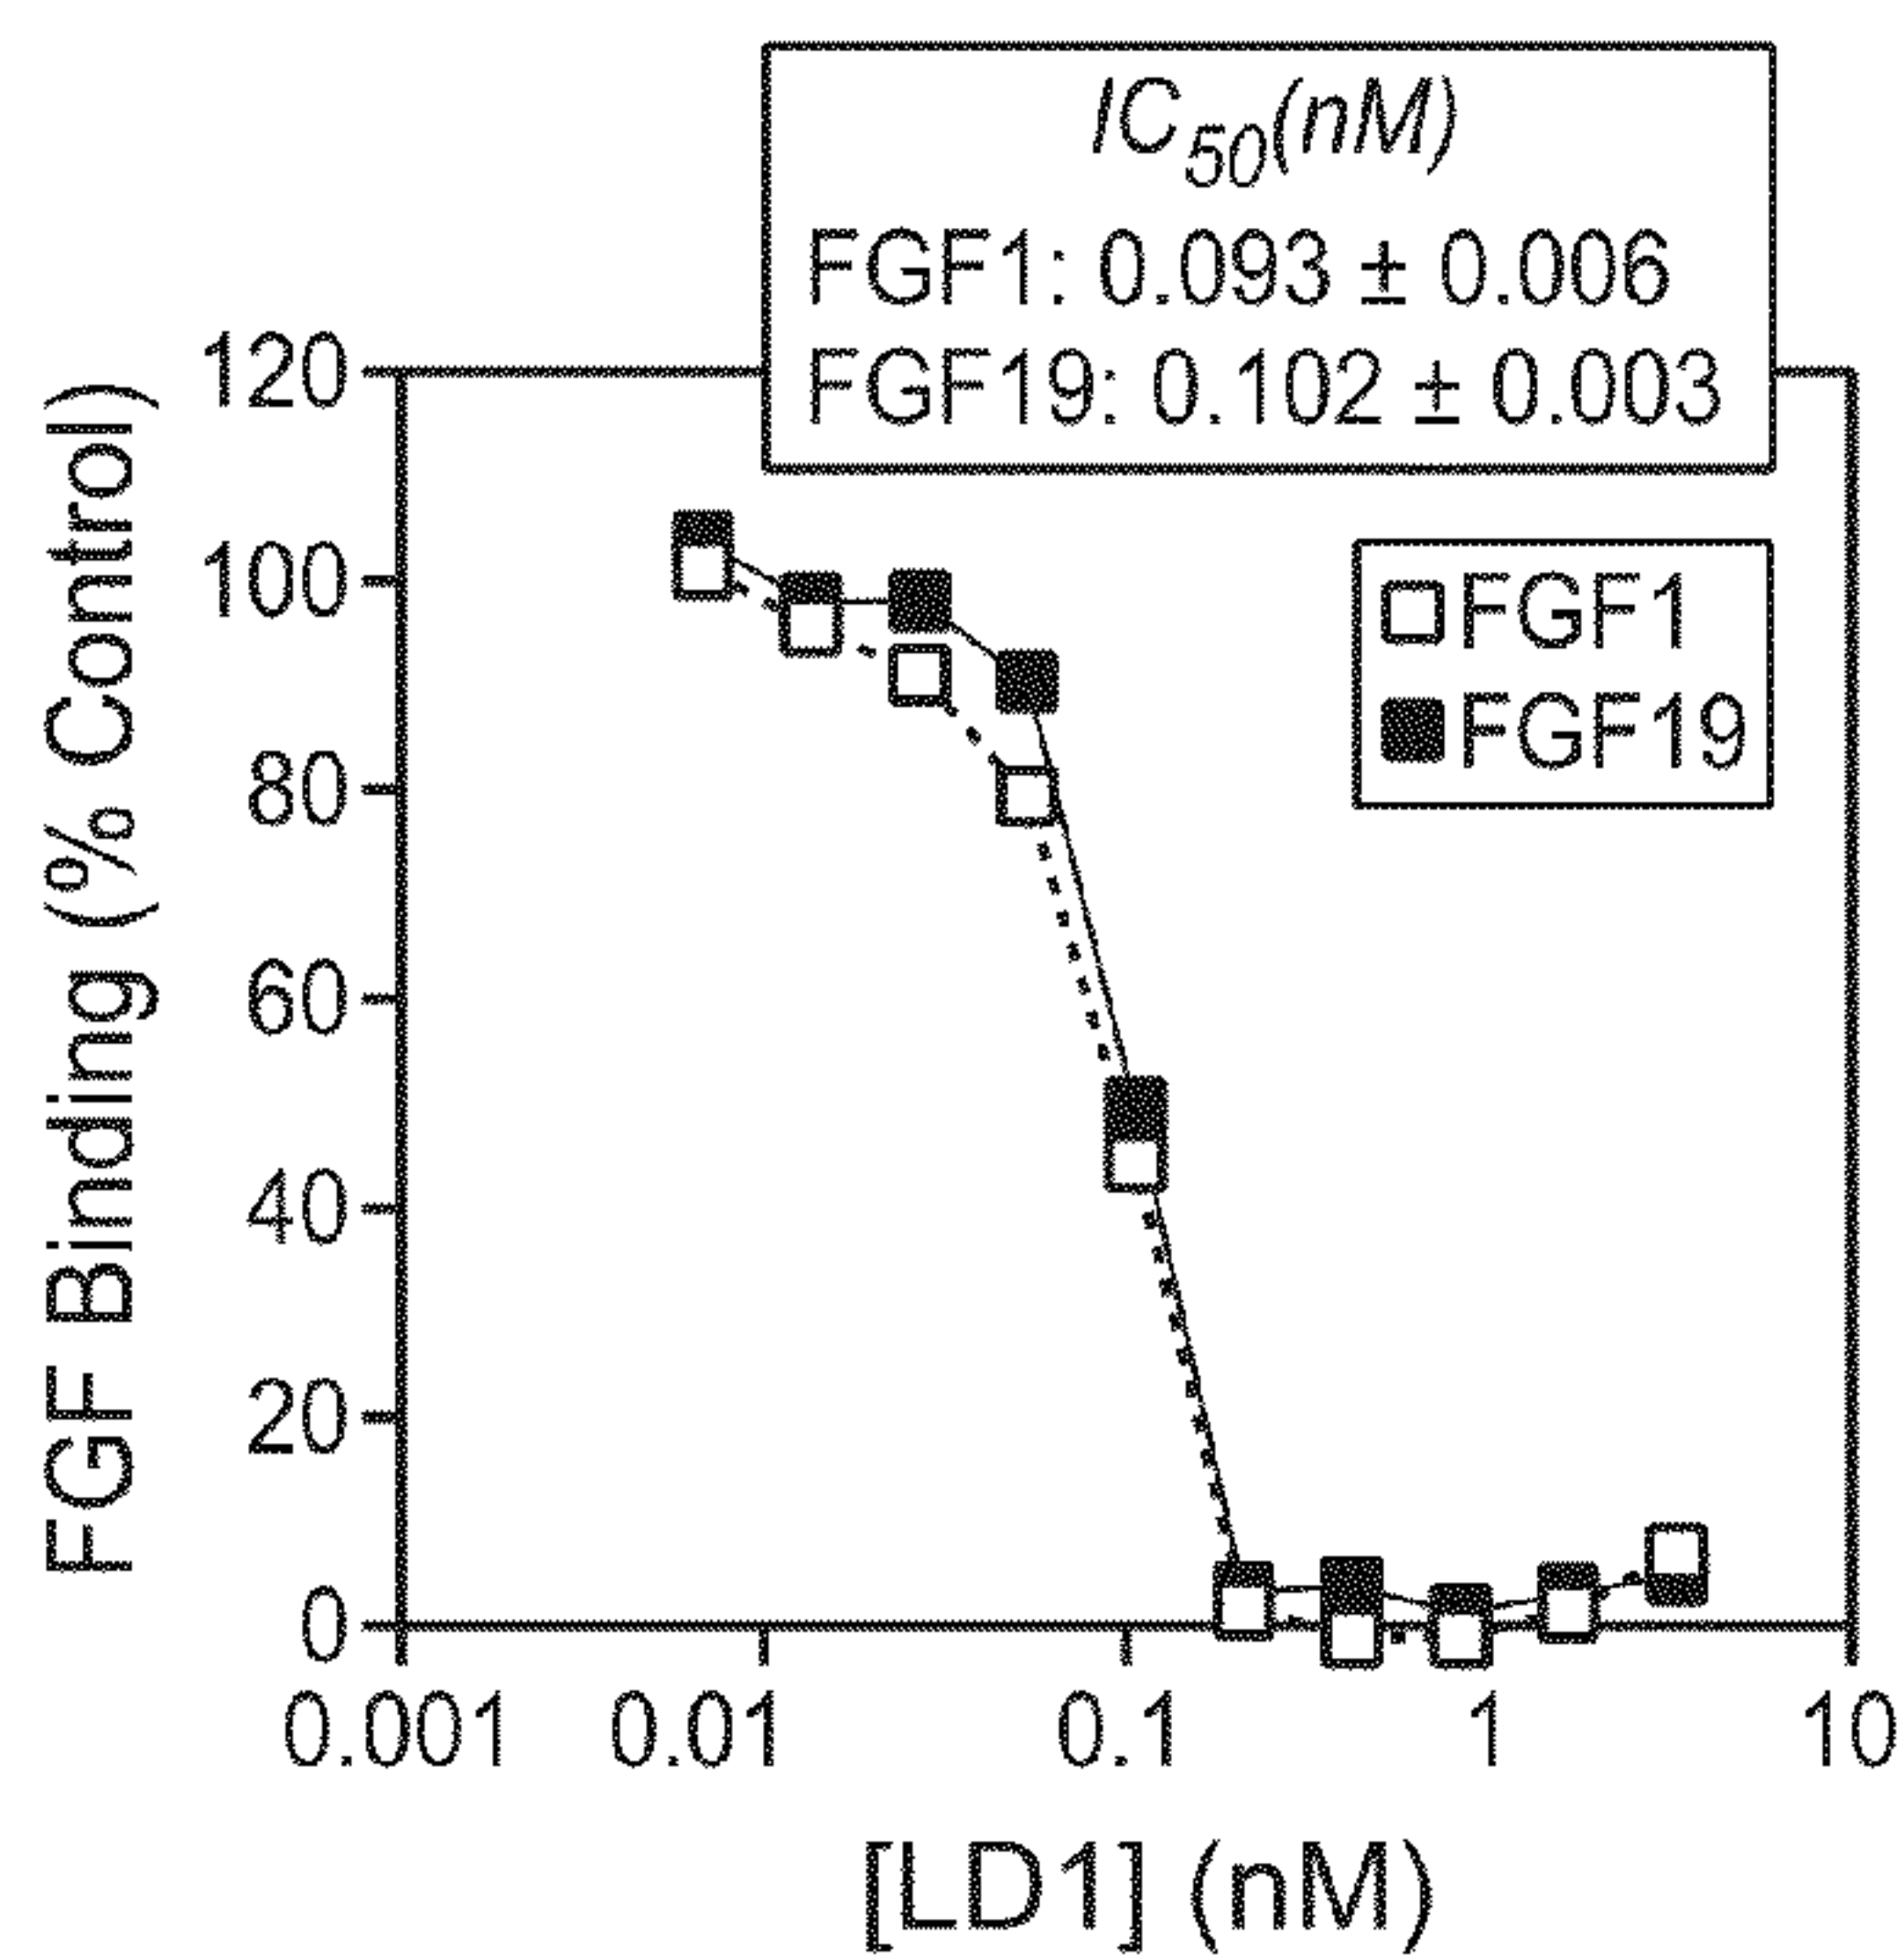 IC50(nM)
FGF1: 0.093 ± 0.006
FGF19: 0.102 ± 0.003
FGF Binding (% Control)
120
100
80
60
40
20
0
FGF1
FGF19
0.001 0.01 0.1 1 10
[LD1] (nM)